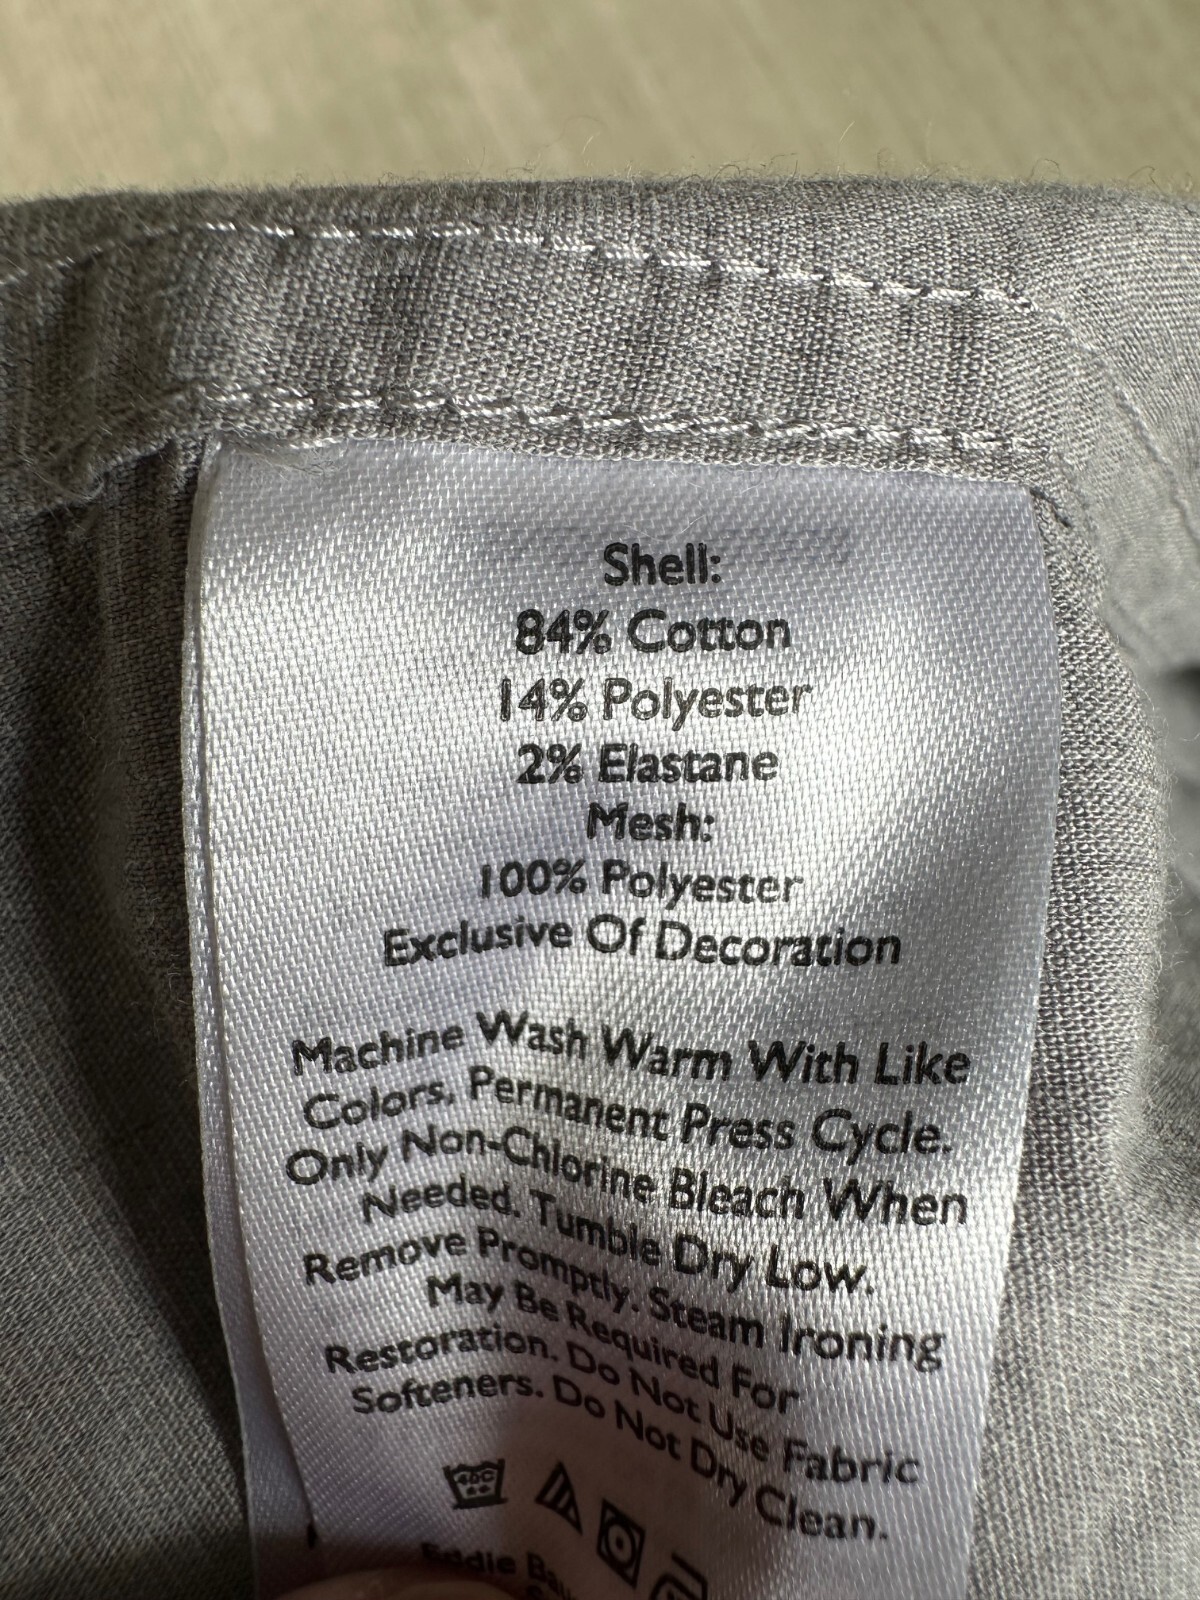 Shell:
84% Cotton
14% Polyester
2% Elastane
Mesh:
100% Polyester
Exclusive Of Decoration
Machine Wash Warm With Like
Colors, Permanent Press Cycle.
Only Non-Chlorine Bleach When
Needed. Tumble Dry Low.
Remove Promptly. Steam Ironing
May Be Required For
Restoration. Do Not Use Fabric
Softeners. Do Not Dry Clean.
40C
Eddie